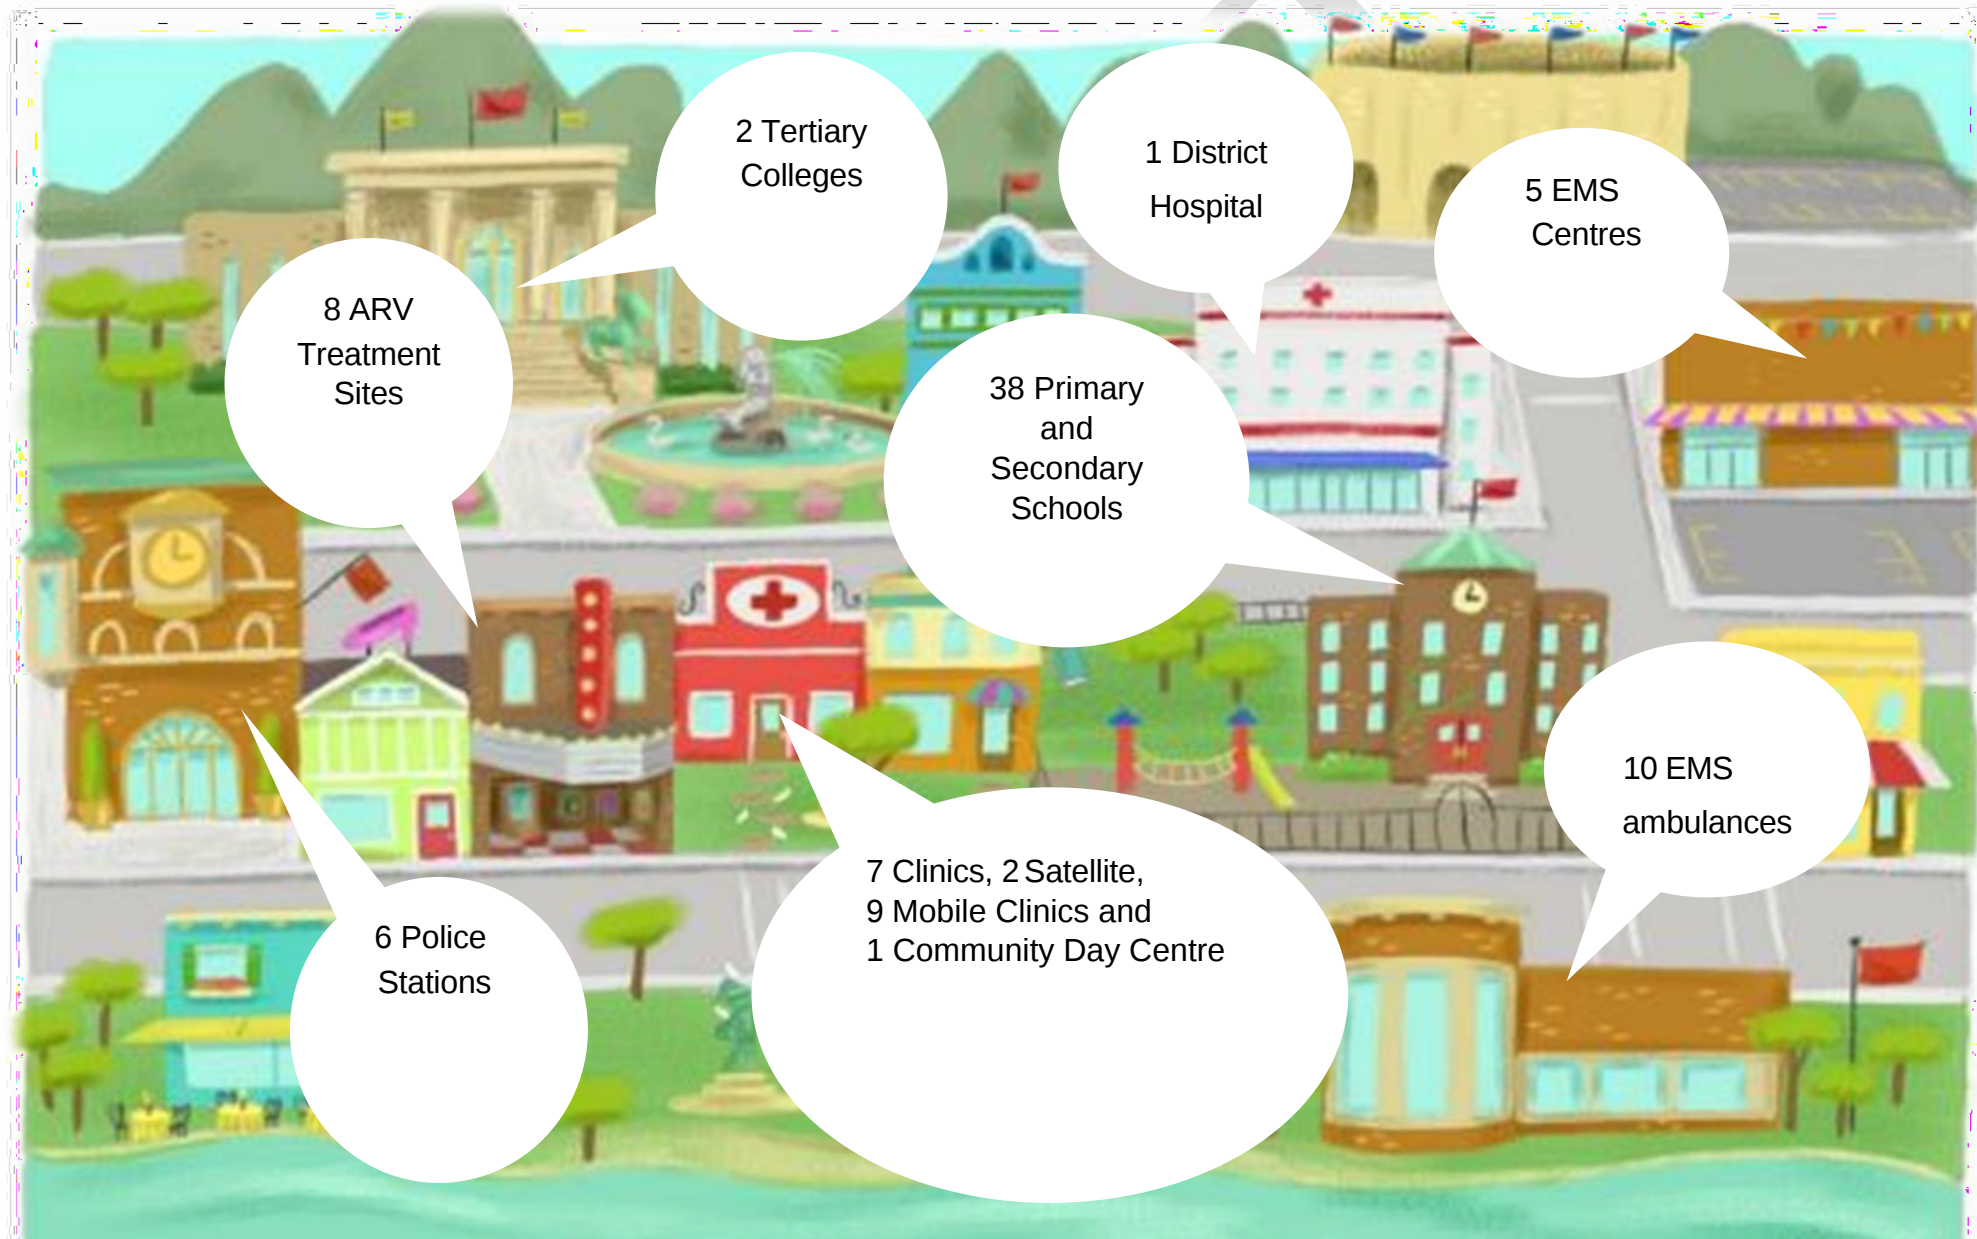 2 Tertiary
Colleges
1 District
Hospital
5 EMS
Centres
8 ARV
Treatment
Sites
38 Primary
and
Secondary
Schools
10 EMS
ambulances
7 Clinics, 2 Satellite,
9 Mobile Clinics and
1 Community Day Centre
6 Police
Stations